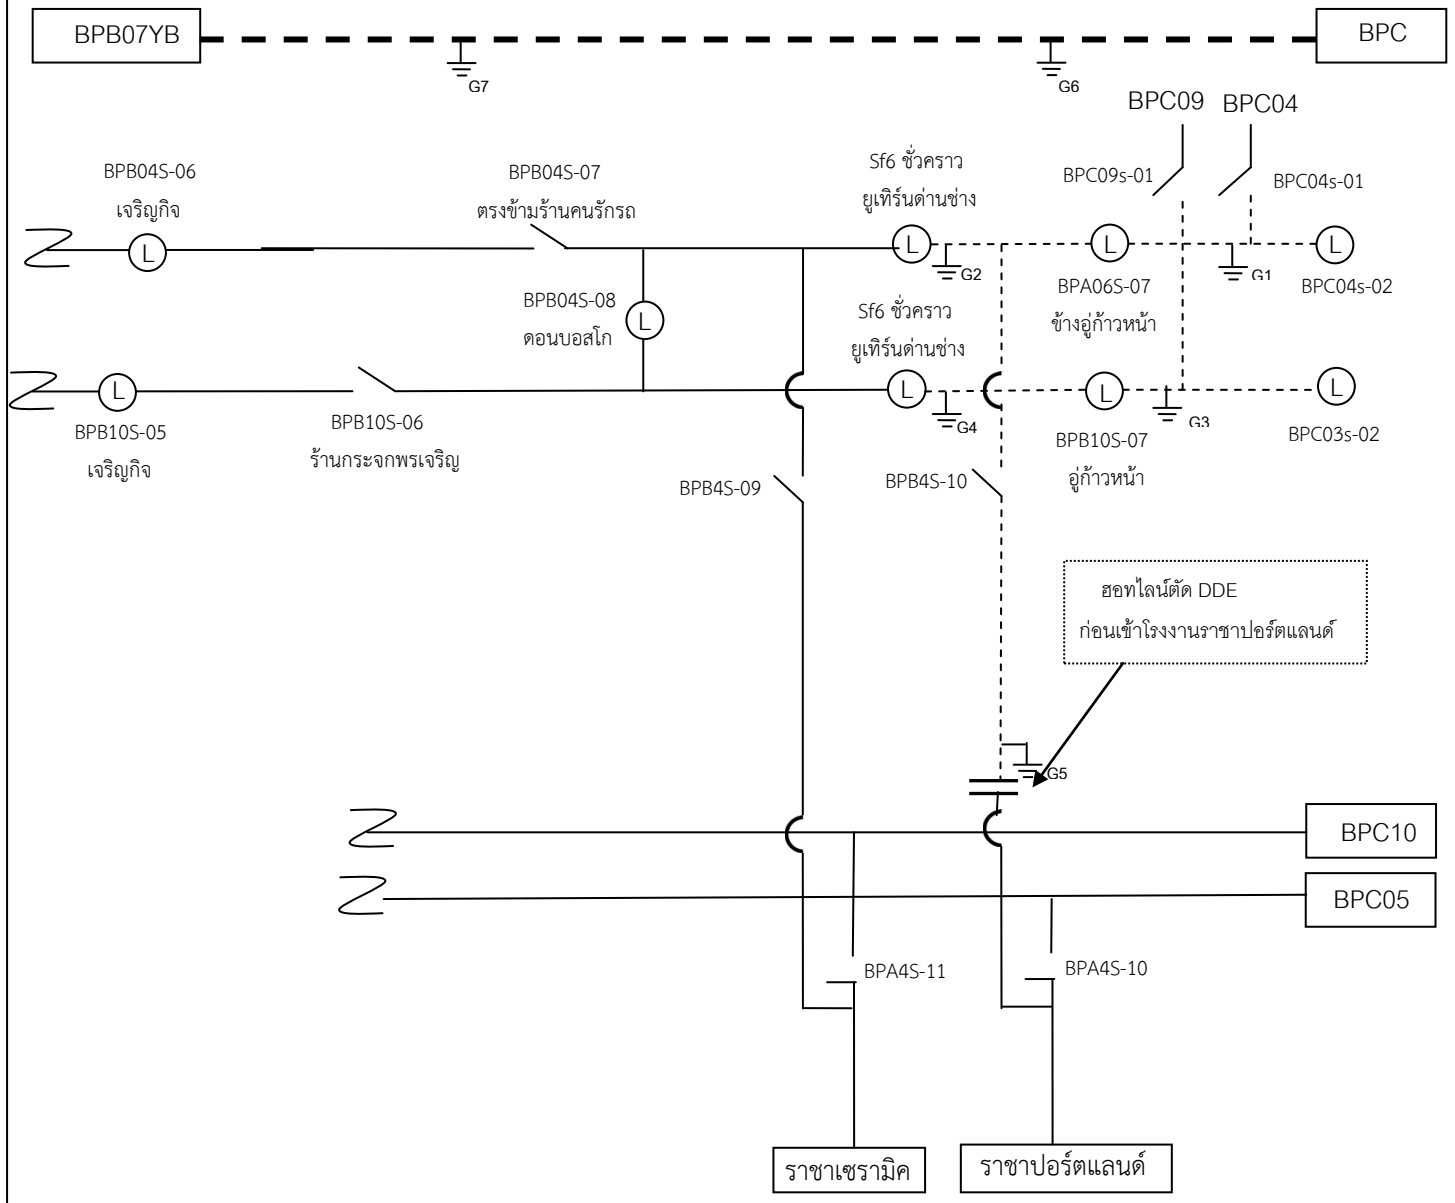 BPB07YB
BPC
G7
G6
BPC09
BPC04
BPB04S-06
เจริญกิจ
BPB04S-07
ตรงข้ามร้านคนรักรถ
Sf6 ชั่วคราว
ยูเทิร์นด่านช่าง
BPC09s-01
BPC04s-01
L
L
L
L
G2
G1
BPB04S-08
ดอนบอสโก
L
Sf6 ชั่วคราว
ยูเทิร์นด่านช่าง
BPA06S-07
ข้างอู่ก้าวหน้า
BPC04s-02
L
L
L
L
G4
G3
BPB10S-05
เจริญกิจ
BPB10S-06
ร้านกระจกพรเจริญ
BPB10S-07
อู่ก้าวหน้า
BPC03s-02
BPB4S-09
BPB4S-10
ฮอทไลน์ตัด DDE
ก่อนเข้าโรงงานราชาปอร์ตแลนด์
G5
BPC10
BPC05
BPA4S-11
BPA4S-10
ราชาเซรามิค
ราชาปอร์ตแลนด์